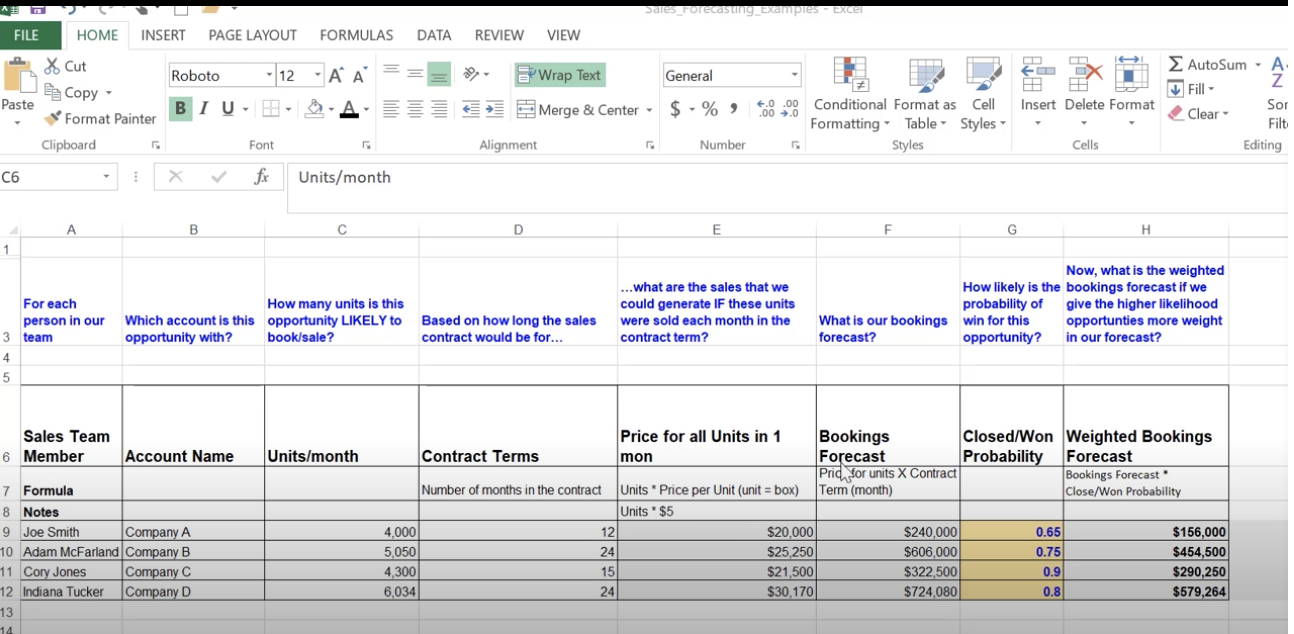 Sales_Forecasting_Examples - Excel
FILE HOME INSERT PAGE LAYOUT FORMULAS DATA REVIEW VIEW
Cut
Copy
Format Painter
Paste
Clipboard
Roboto 12
B I U
Font
Wrap Text
Merge & Center
Alignment
General
$ %
Number
Conditional Formatting
Format as Table
Cell Styles
Styles
Insert Delete Format
Cells
AutoSum
Fill
Clear
Editing
C6 fx Units/month
A B C D E F G H
1
3
For each
person in our
team
Which account is this
opportunity with?
How many units is this
opportunity LIKELY to
book/sale?
Based on how long the sales
contract would be for...
...what are the sales that we
could generate IF these units
were sold each month in the
contract term?
What is our bookings
forecast?
How likely is the
probability of
win for this
opportunity?
Now, what is the weighted
bookings forecast if we
give the higher likelihood
opportunties more weight
in our forecast?
4
5
6
Sales Team
Member
Account Name
Units/month
Contract Terms
Price for all Units in 1
mon
Bookings
Forecast
Closed/Won
Probability
Weighted Bookings
Forecast
7 Formula
Number of months in the contract
Units * Price per Unit (unit = box)
Price for units X Contract
Term (month)
Bookings Forecast *
Close/Won Probability
8 Notes Units * $5
9 Joe Smith Company A 4,000 12 $20,000 $240,000 0.65 $156,000
10 Adam McFarland Company B 5,050 24 $25,250 $606,000 0.75 $454,500
11 Cory Jones Company C 4,300 15 $21,500 $322,500 0.9 $290,250
12 Indiana Tucker Company D 6,034 24 $30,170 $724,080 0.8 $579,264
13
14